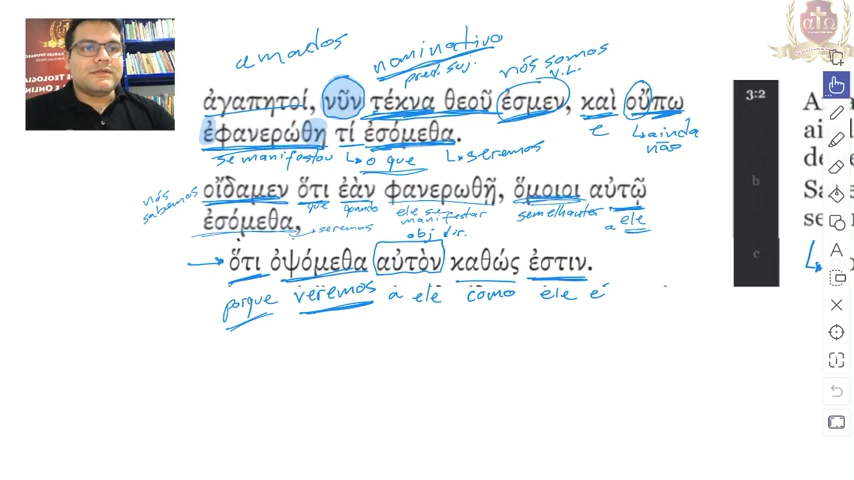 amados
nominativo
pred. suj.
nós somos
V.L.
ἀγαπητοί, νῦν τέκνα θεοῦ ἐσμεν, καὶ οὔπω
e
ainda não
ἐφανερώθη τί ἐσόμεθα.
se manifestou
o que
seremos
nós sabemos
οἴδαμεν ὅτι ἐὰν φανερωθῇ, ὅμοιοι αὐτῷ
que
quando
ele se manifestar
semelhantes
a ele
ἐσόμεθα,
seremos
obj dir.
ὅτι ὀψόμεθα αὐτὸν καθώς ἐστιν.
porque veremos a ele como ele é
3:2
b
c